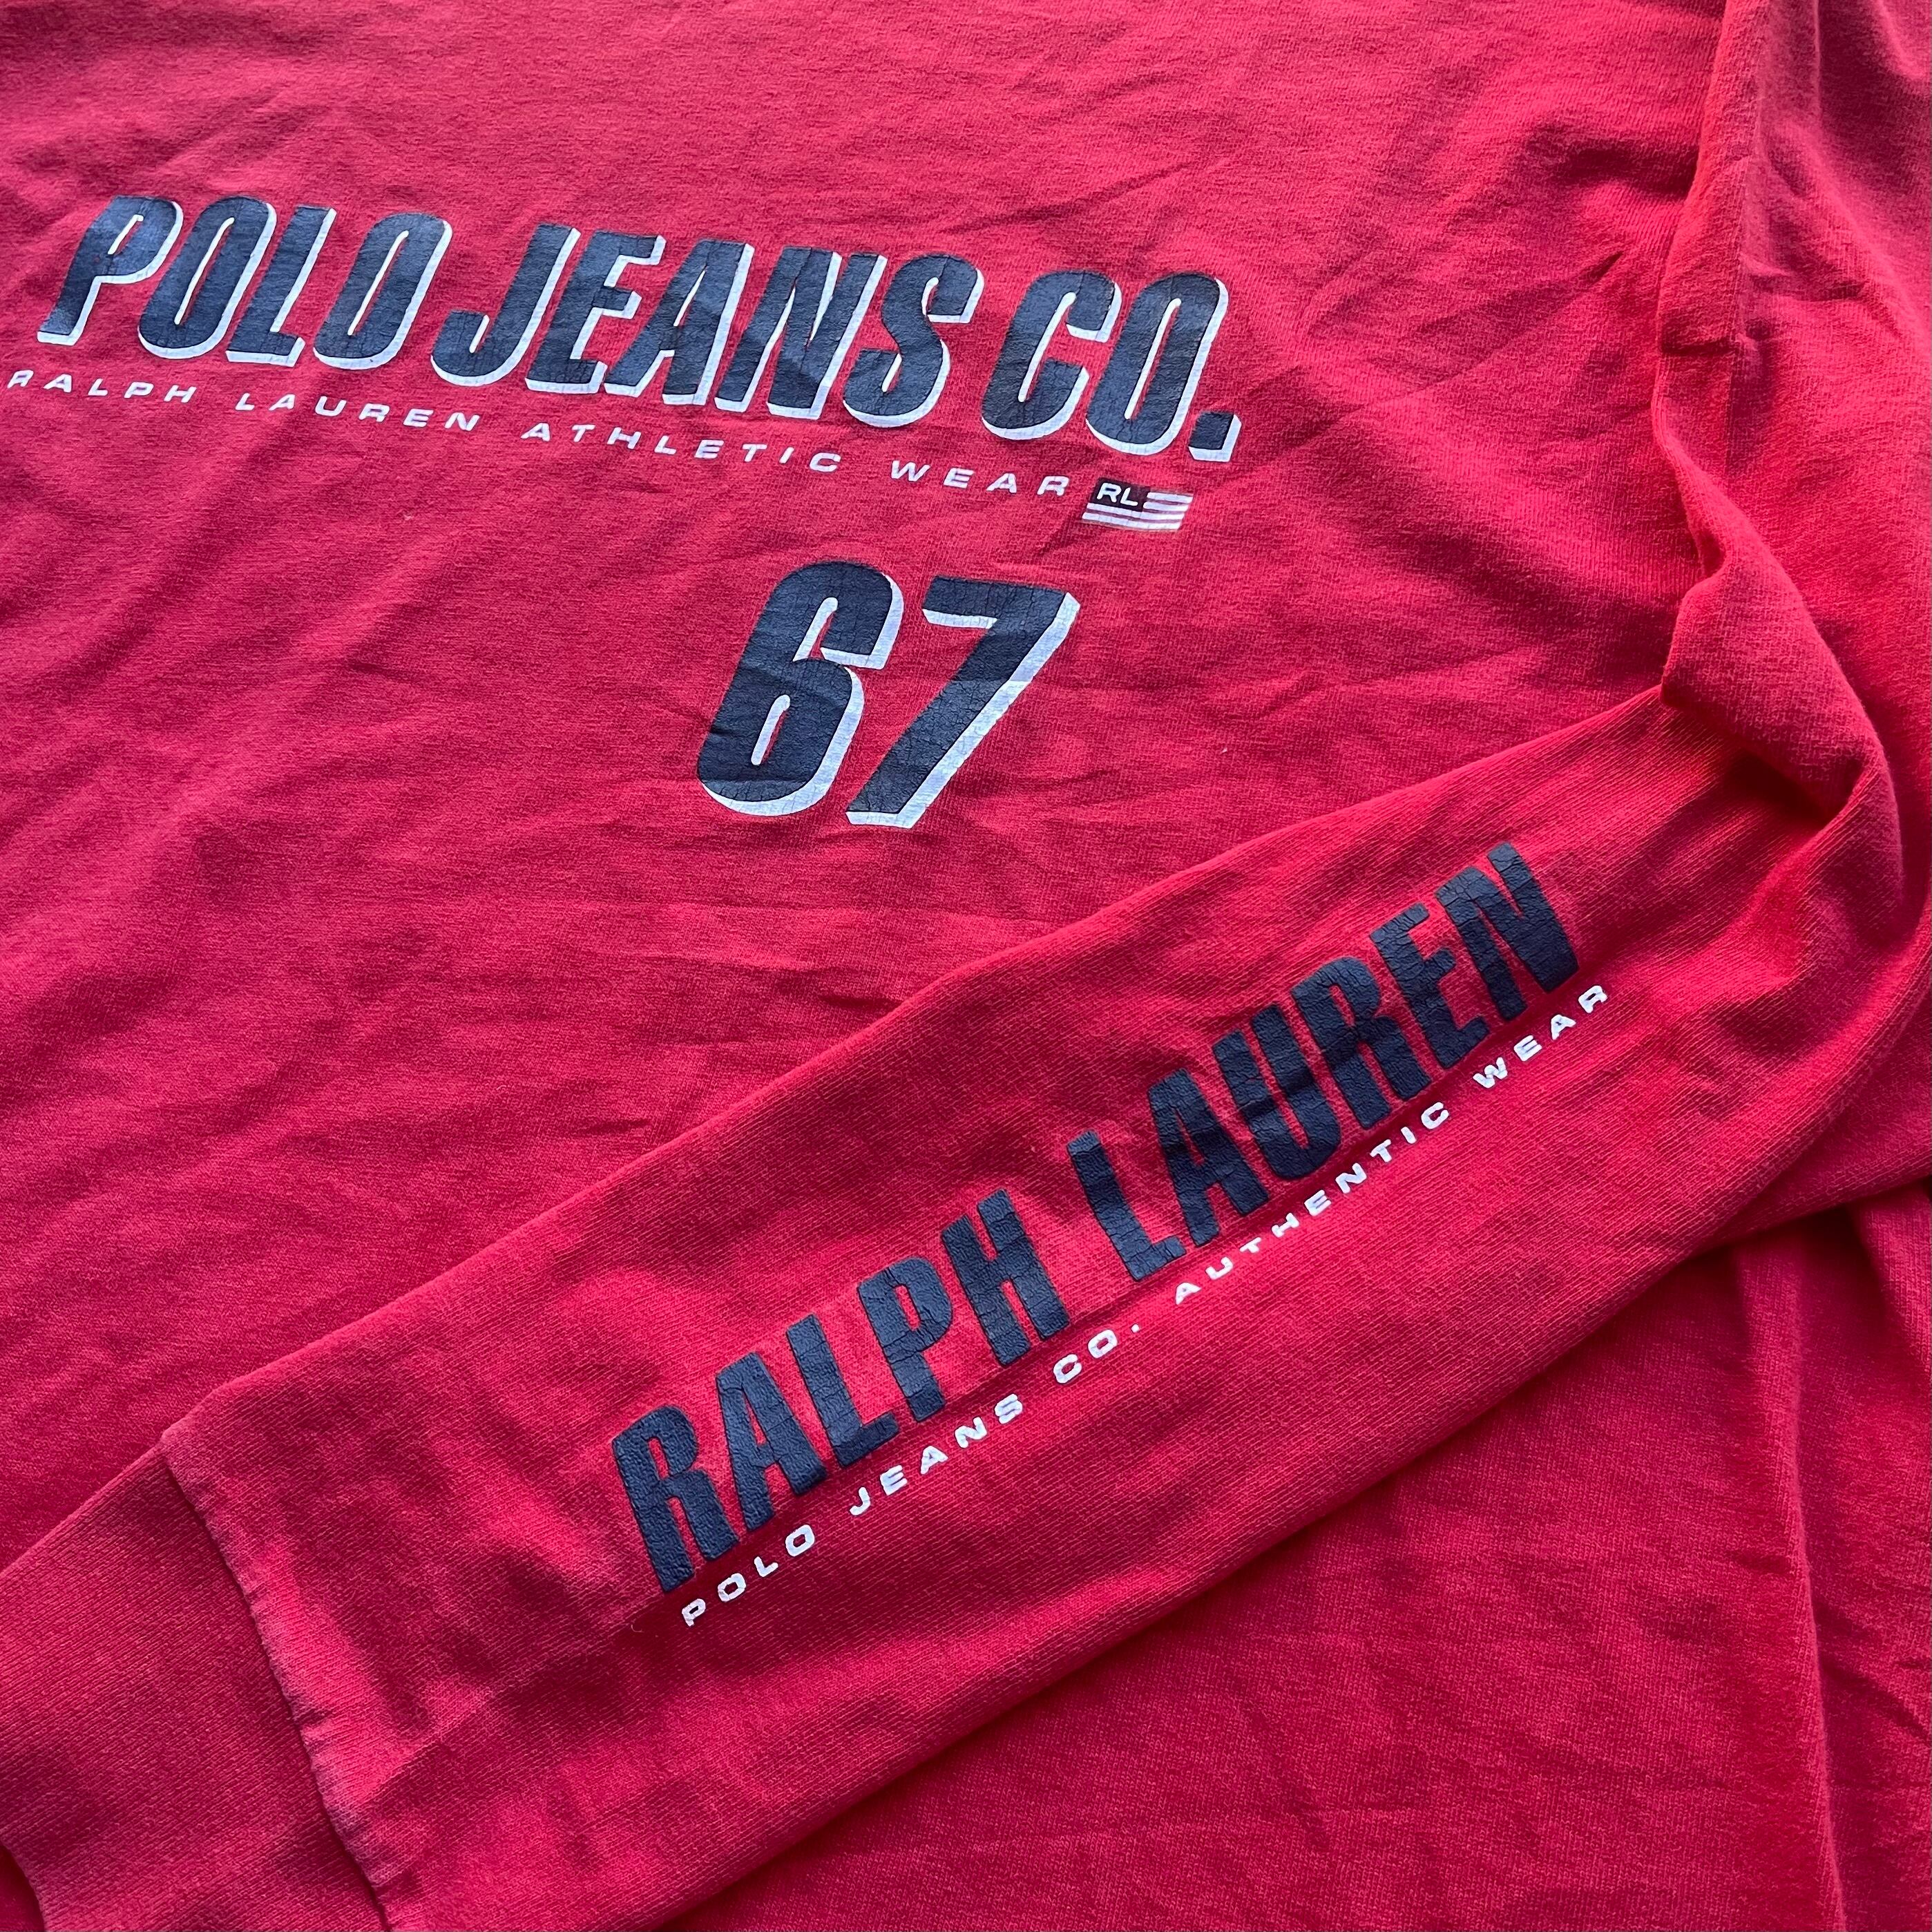 POLO JEANS CO.
RALPH LAUREN ATHLETIC WEAR
RL
67
RALPH LAUREN
POLO JEANS CO. AUTHENTIC WEAR